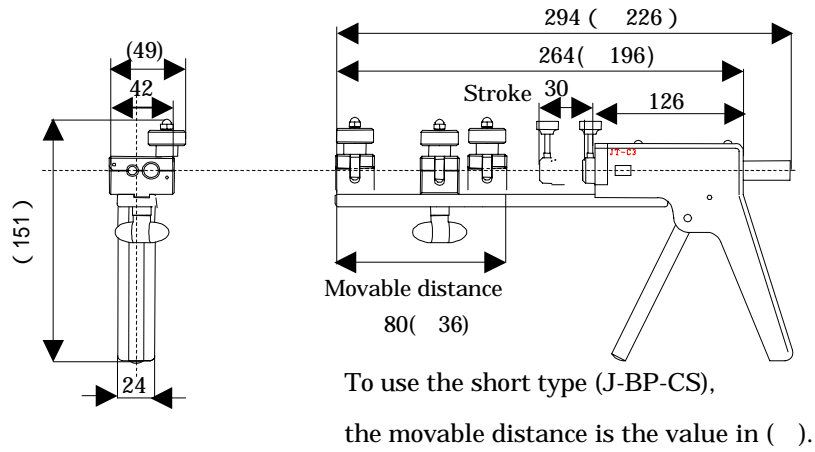 294 (    226 )
(49)
264(    196)
42
Stroke 30
126
JT-C3
(151)
Movable distance
80(    36)
24
To use the short type (J-BP-CS),
the movable distance is the value in (    ).